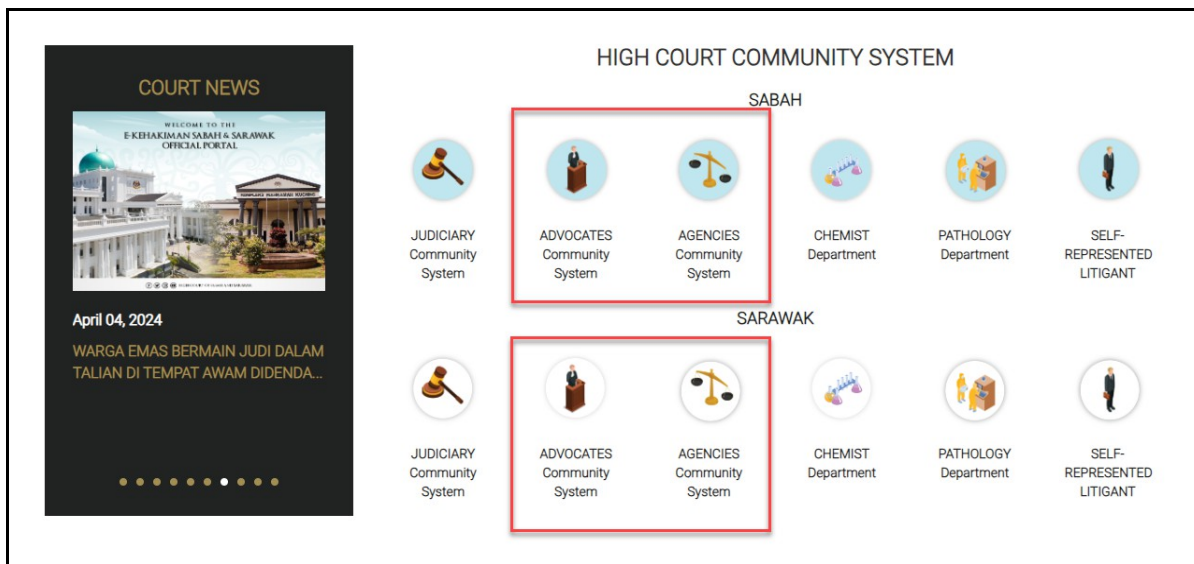 COURT NEWS
WELCOME TO THE
E-KEHAKIMAN SABAH & SARAWAK
OFFICIAL PORTAL
April 04, 2024
WARGA EMAS BERMAIN JUDI DALAM
TALIAN DI TEMPAT AWAM DIDENDA...
HIGH COURT COMMUNITY SYSTEM
SABAH
JUDICIARY
Community
System
ADVOCATES
Community
System
AGENCIES
Community
System
CHEMIST
Department
PATHOLOGY
Department
SELF-
REPRESENTED
LITIGANT
SARAWAK
JUDICIARY
Community
System
ADVOCATES
Community
System
AGENCIES
Community
System
CHEMIST
Department
PATHOLOGY
Department
SELF-
REPRESENTED
LITIGANT